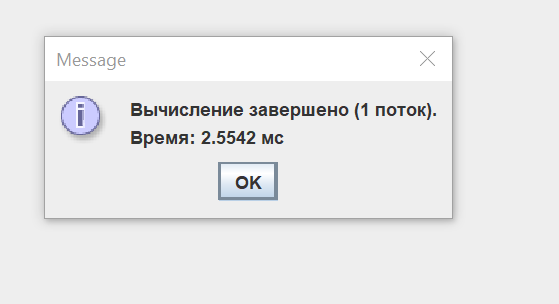 Message
Вычисление завершено (1 поток).
Время: 2.5542 мс
OK